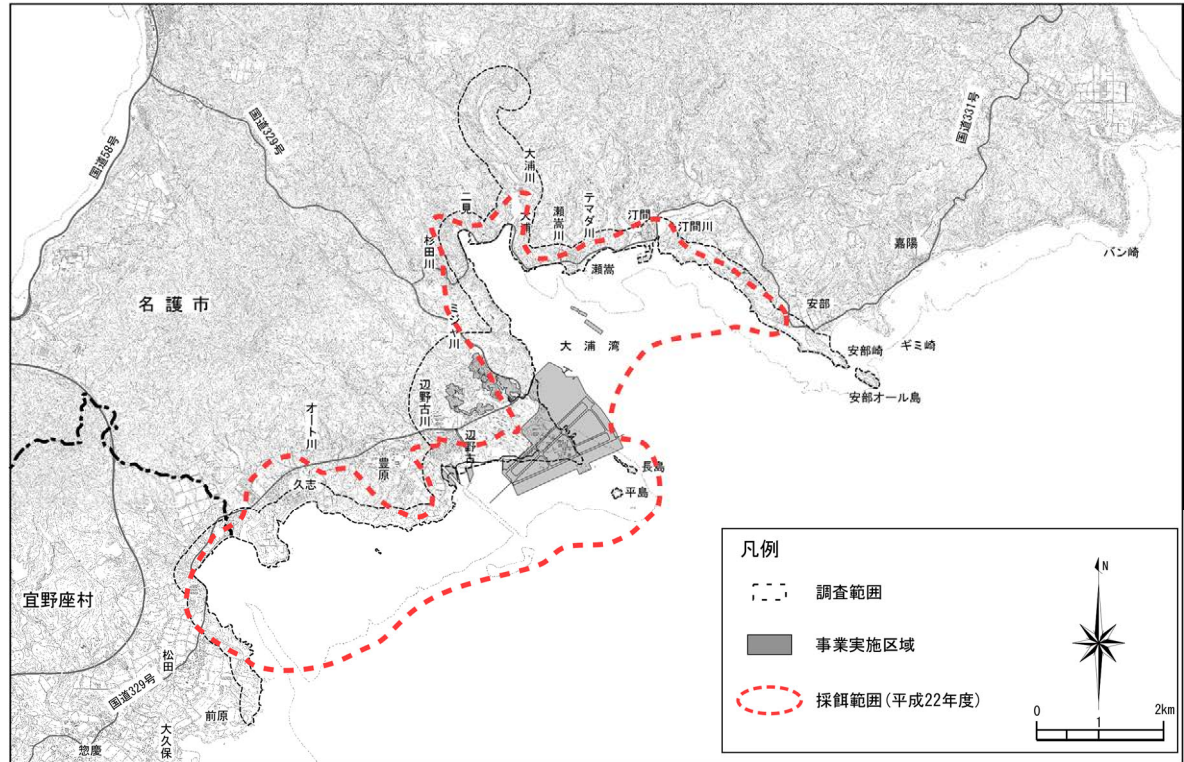 国道58号
国道329号
国道331号
大浦川
二見
大浦
瀬嵩川
テマダ川
汀間
汀間川
瀬嵩
杉田川
嘉陽
バン崎
安部
安部崎
ギミ崎
安部オール島
名護市
ミジャ川
大浦湾
辺野古川
辺野古
オート川
豊原
久志
長島
平島
宜野座村
松田
国道329号
前原
大久保
惣慶
凡例
調査範囲
事業実施区域
採餌範囲(平成22年度)
N
0 1 2km